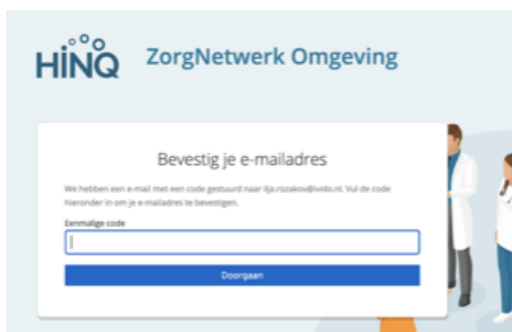 HINQ ZorgNetwerk Omgeving
Bevestig je e-mailadres
We hebben een e-mail met een code gestuurd naar ilja.rozakov@ivido.nl. Vul de code
hieronder in om je e-mailadres te bevestigen.
Eenmalige code
Doorgaan